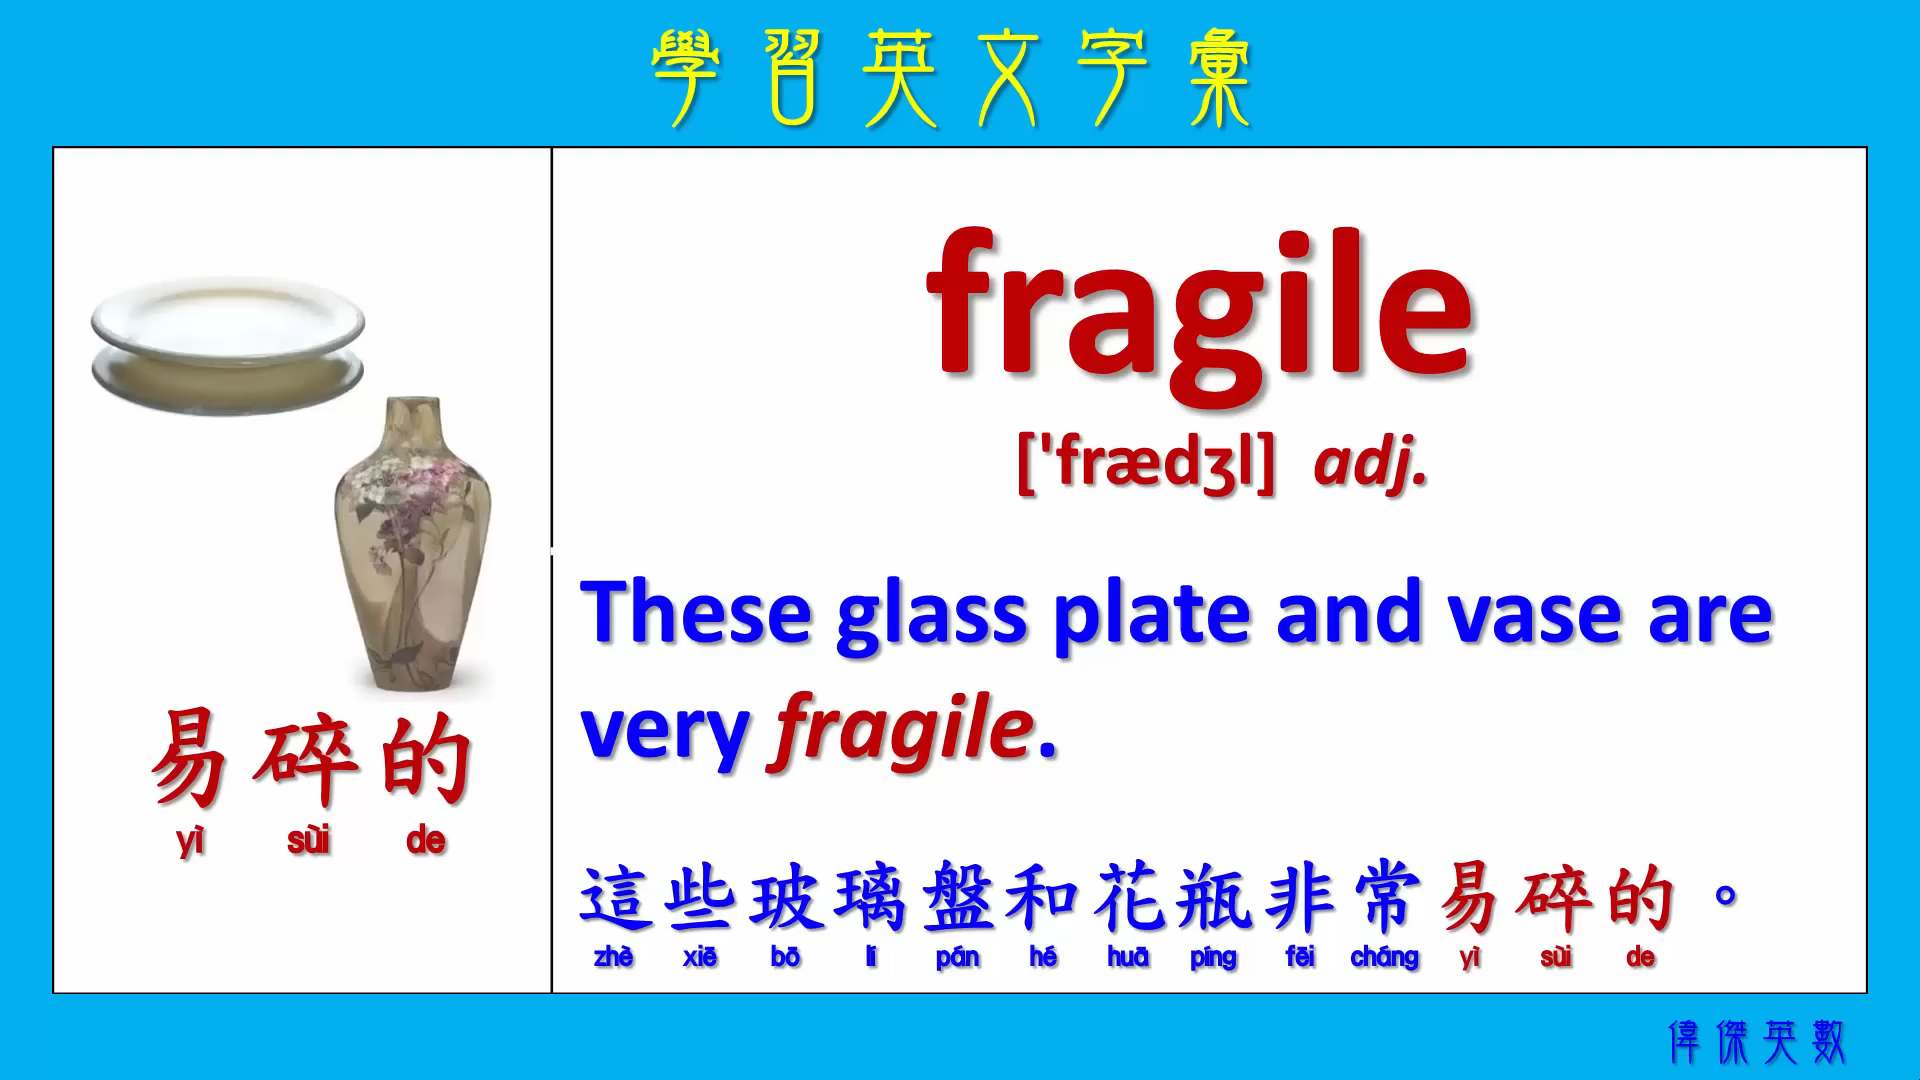 學習英文字彙
易碎的
yì sùi de
fragile
['frædʒl] adj.
These glass plate and vase are
very fragile.
這些玻璃盤和花瓶非常易碎的。
zhè xiē bō lí pán hé huā píng fēi cháng yì sùi de
偉傑英數